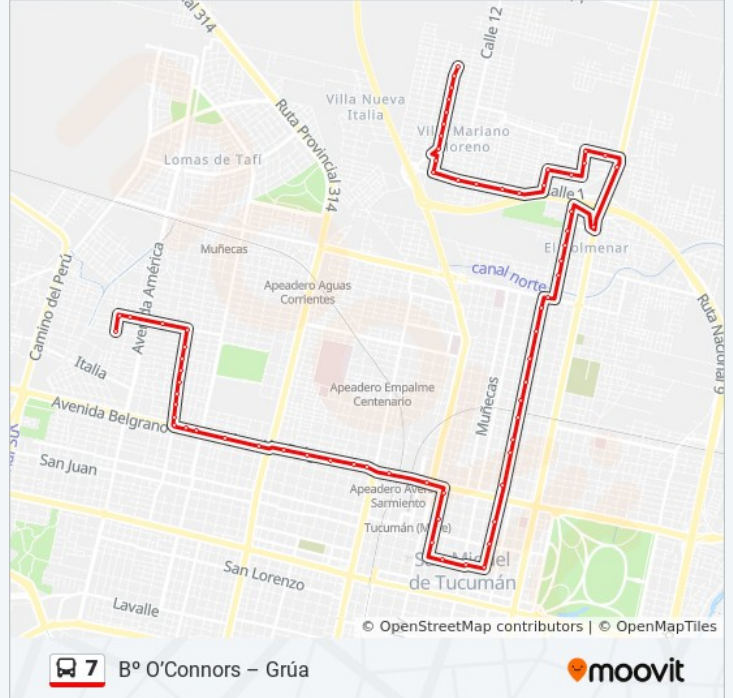 al 314
Calle 12
Villa Nueva
Italia
Villa Mariano
Moreno
Ruta Provincial 314
Lomas de Tafí
Calle 1
El Colmenar
Muñecas
canal norte
Apeadero Aguas
Corrientes
Camino del Perú
Avenida América
Ruta Nacional 9
Italia
Apeadero Empalme
Centenario
Muñecas
Avenida Belgrano
San Juan
Apeadero Aven
Sarmiento
Tucumán (M e)
San Miguel
de Tucumán
San Lorenzo
Lavalle
© OpenStreetMap contributors | © OpenMapTiles
7 Bº O’Connors – Grúa
moovit